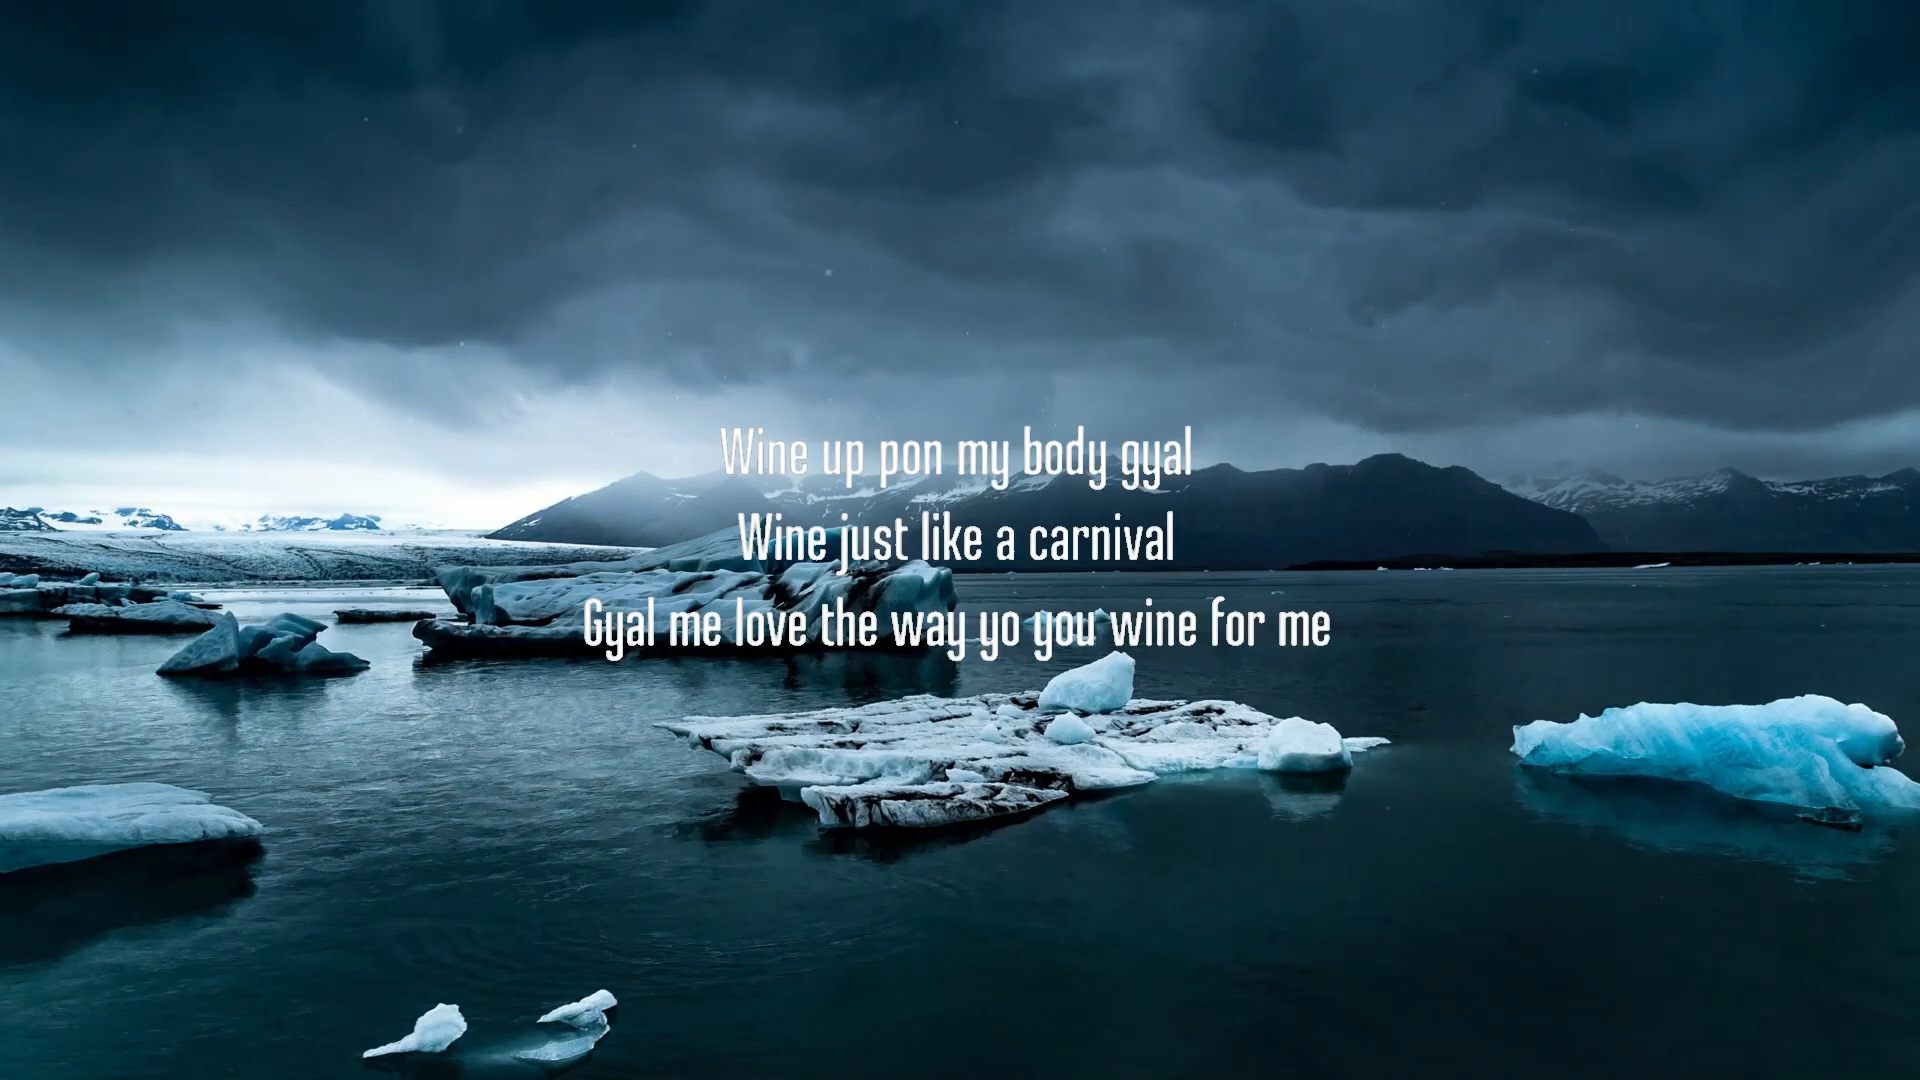 Wine up pon my body gyal
Wine just like a carnival
Gyal me love the way yo you wine for me